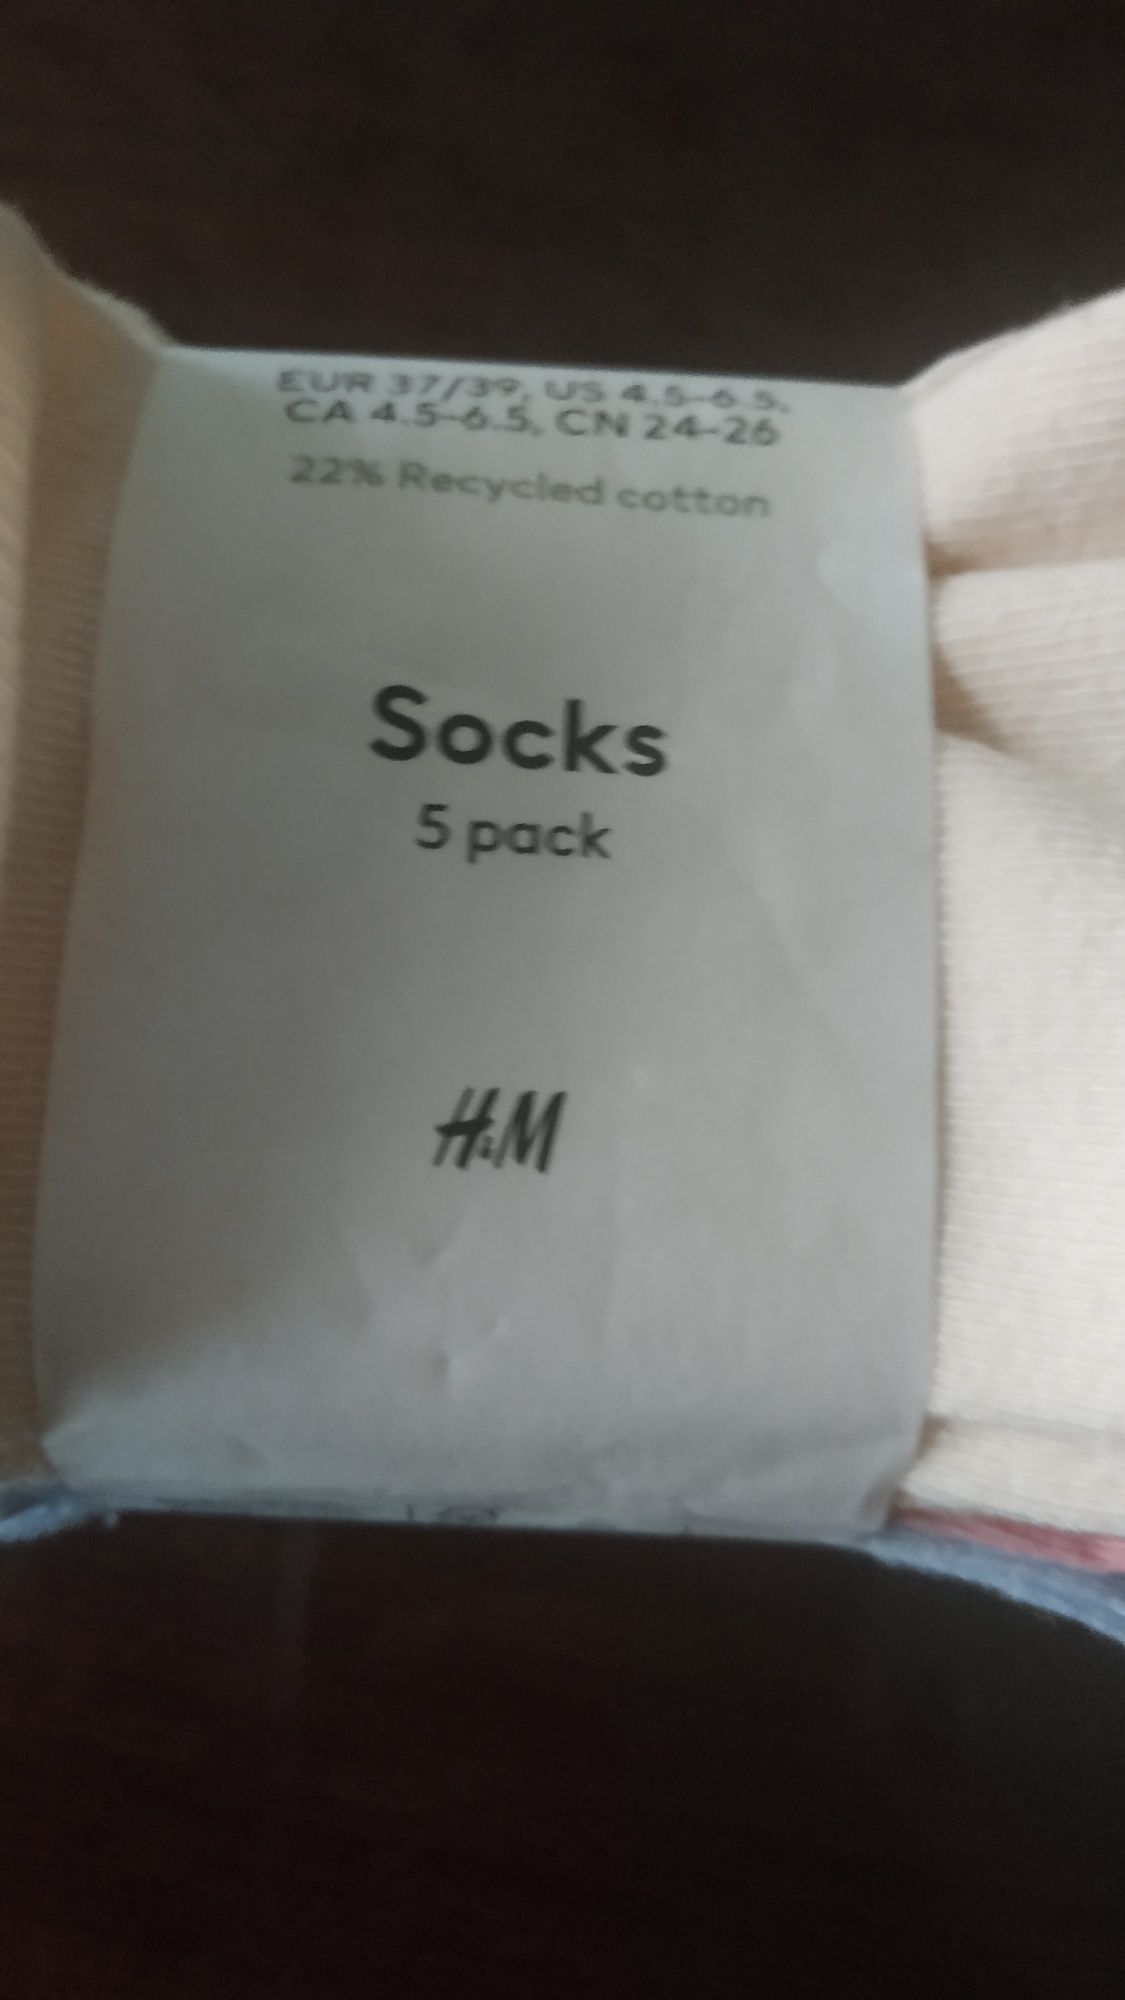 EUR 37/39, US 4.5-6.5,
CA 4.5-6.5, CN 24-26
22% Recycled cotton
Socks
5 pack
H&M